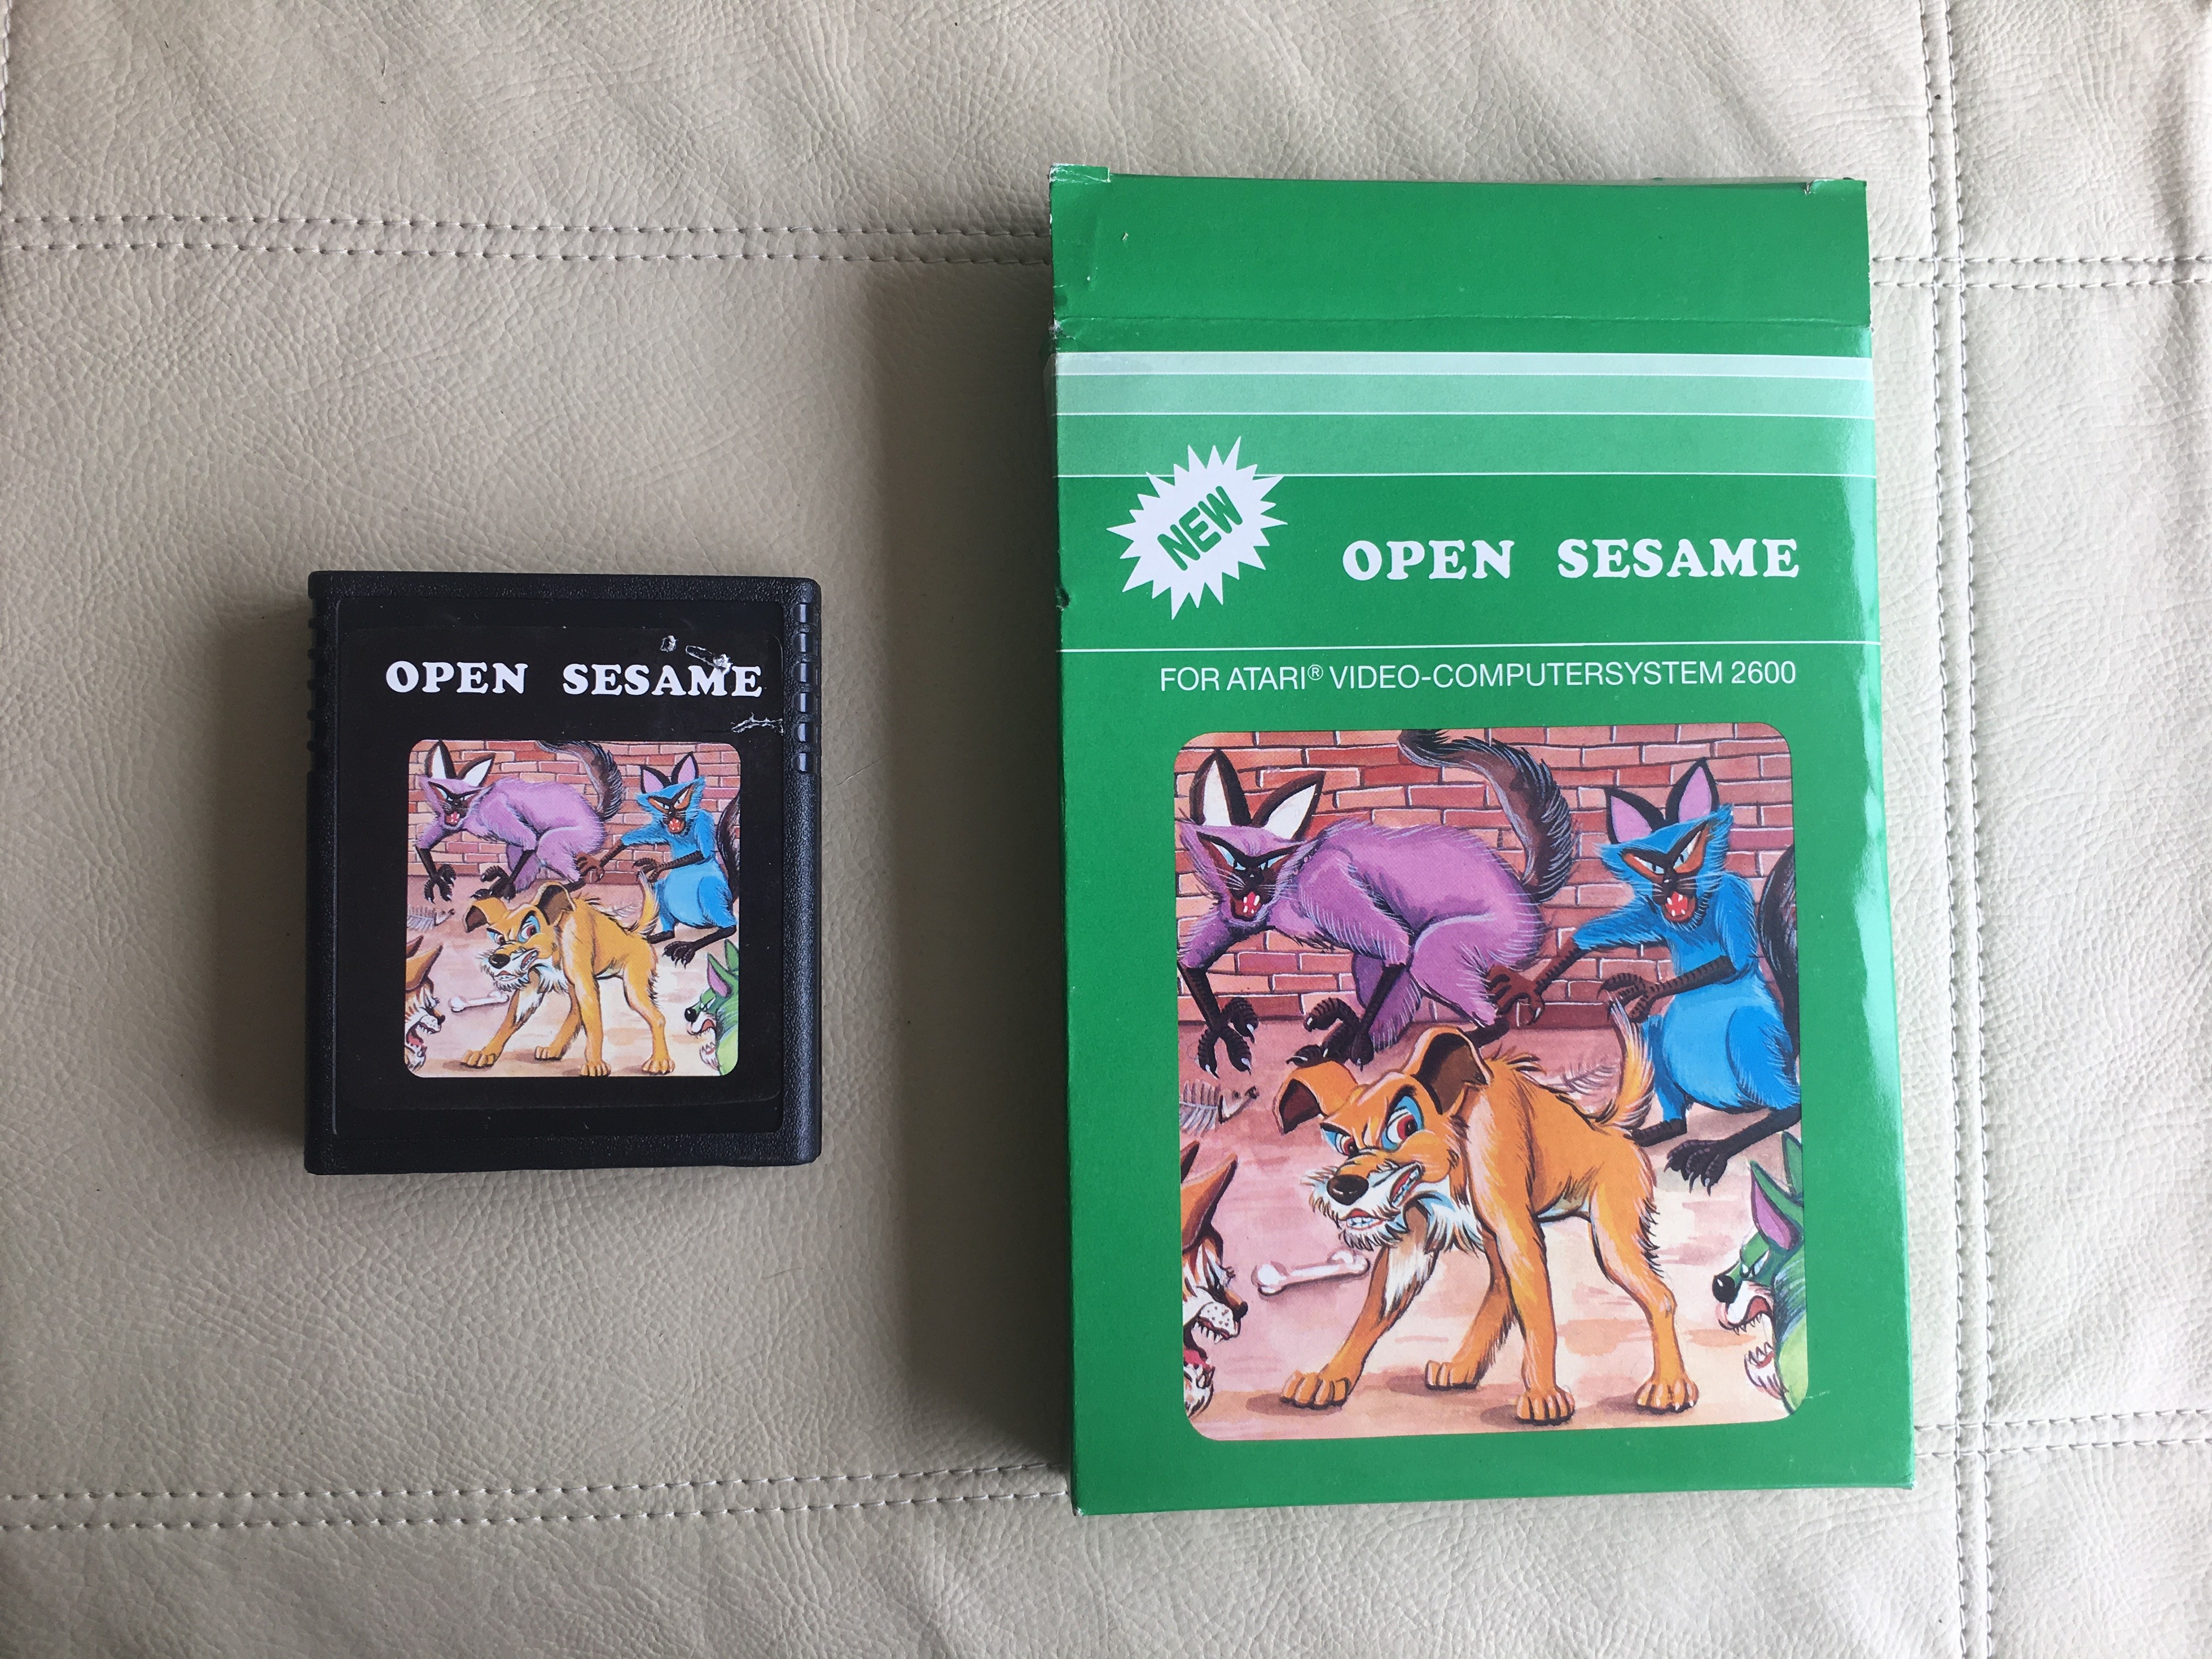 OPEN SESAME
NEW
OPEN SESAME
FOR ATARI® VIDEO-COMPUTERSYSTEM 2600